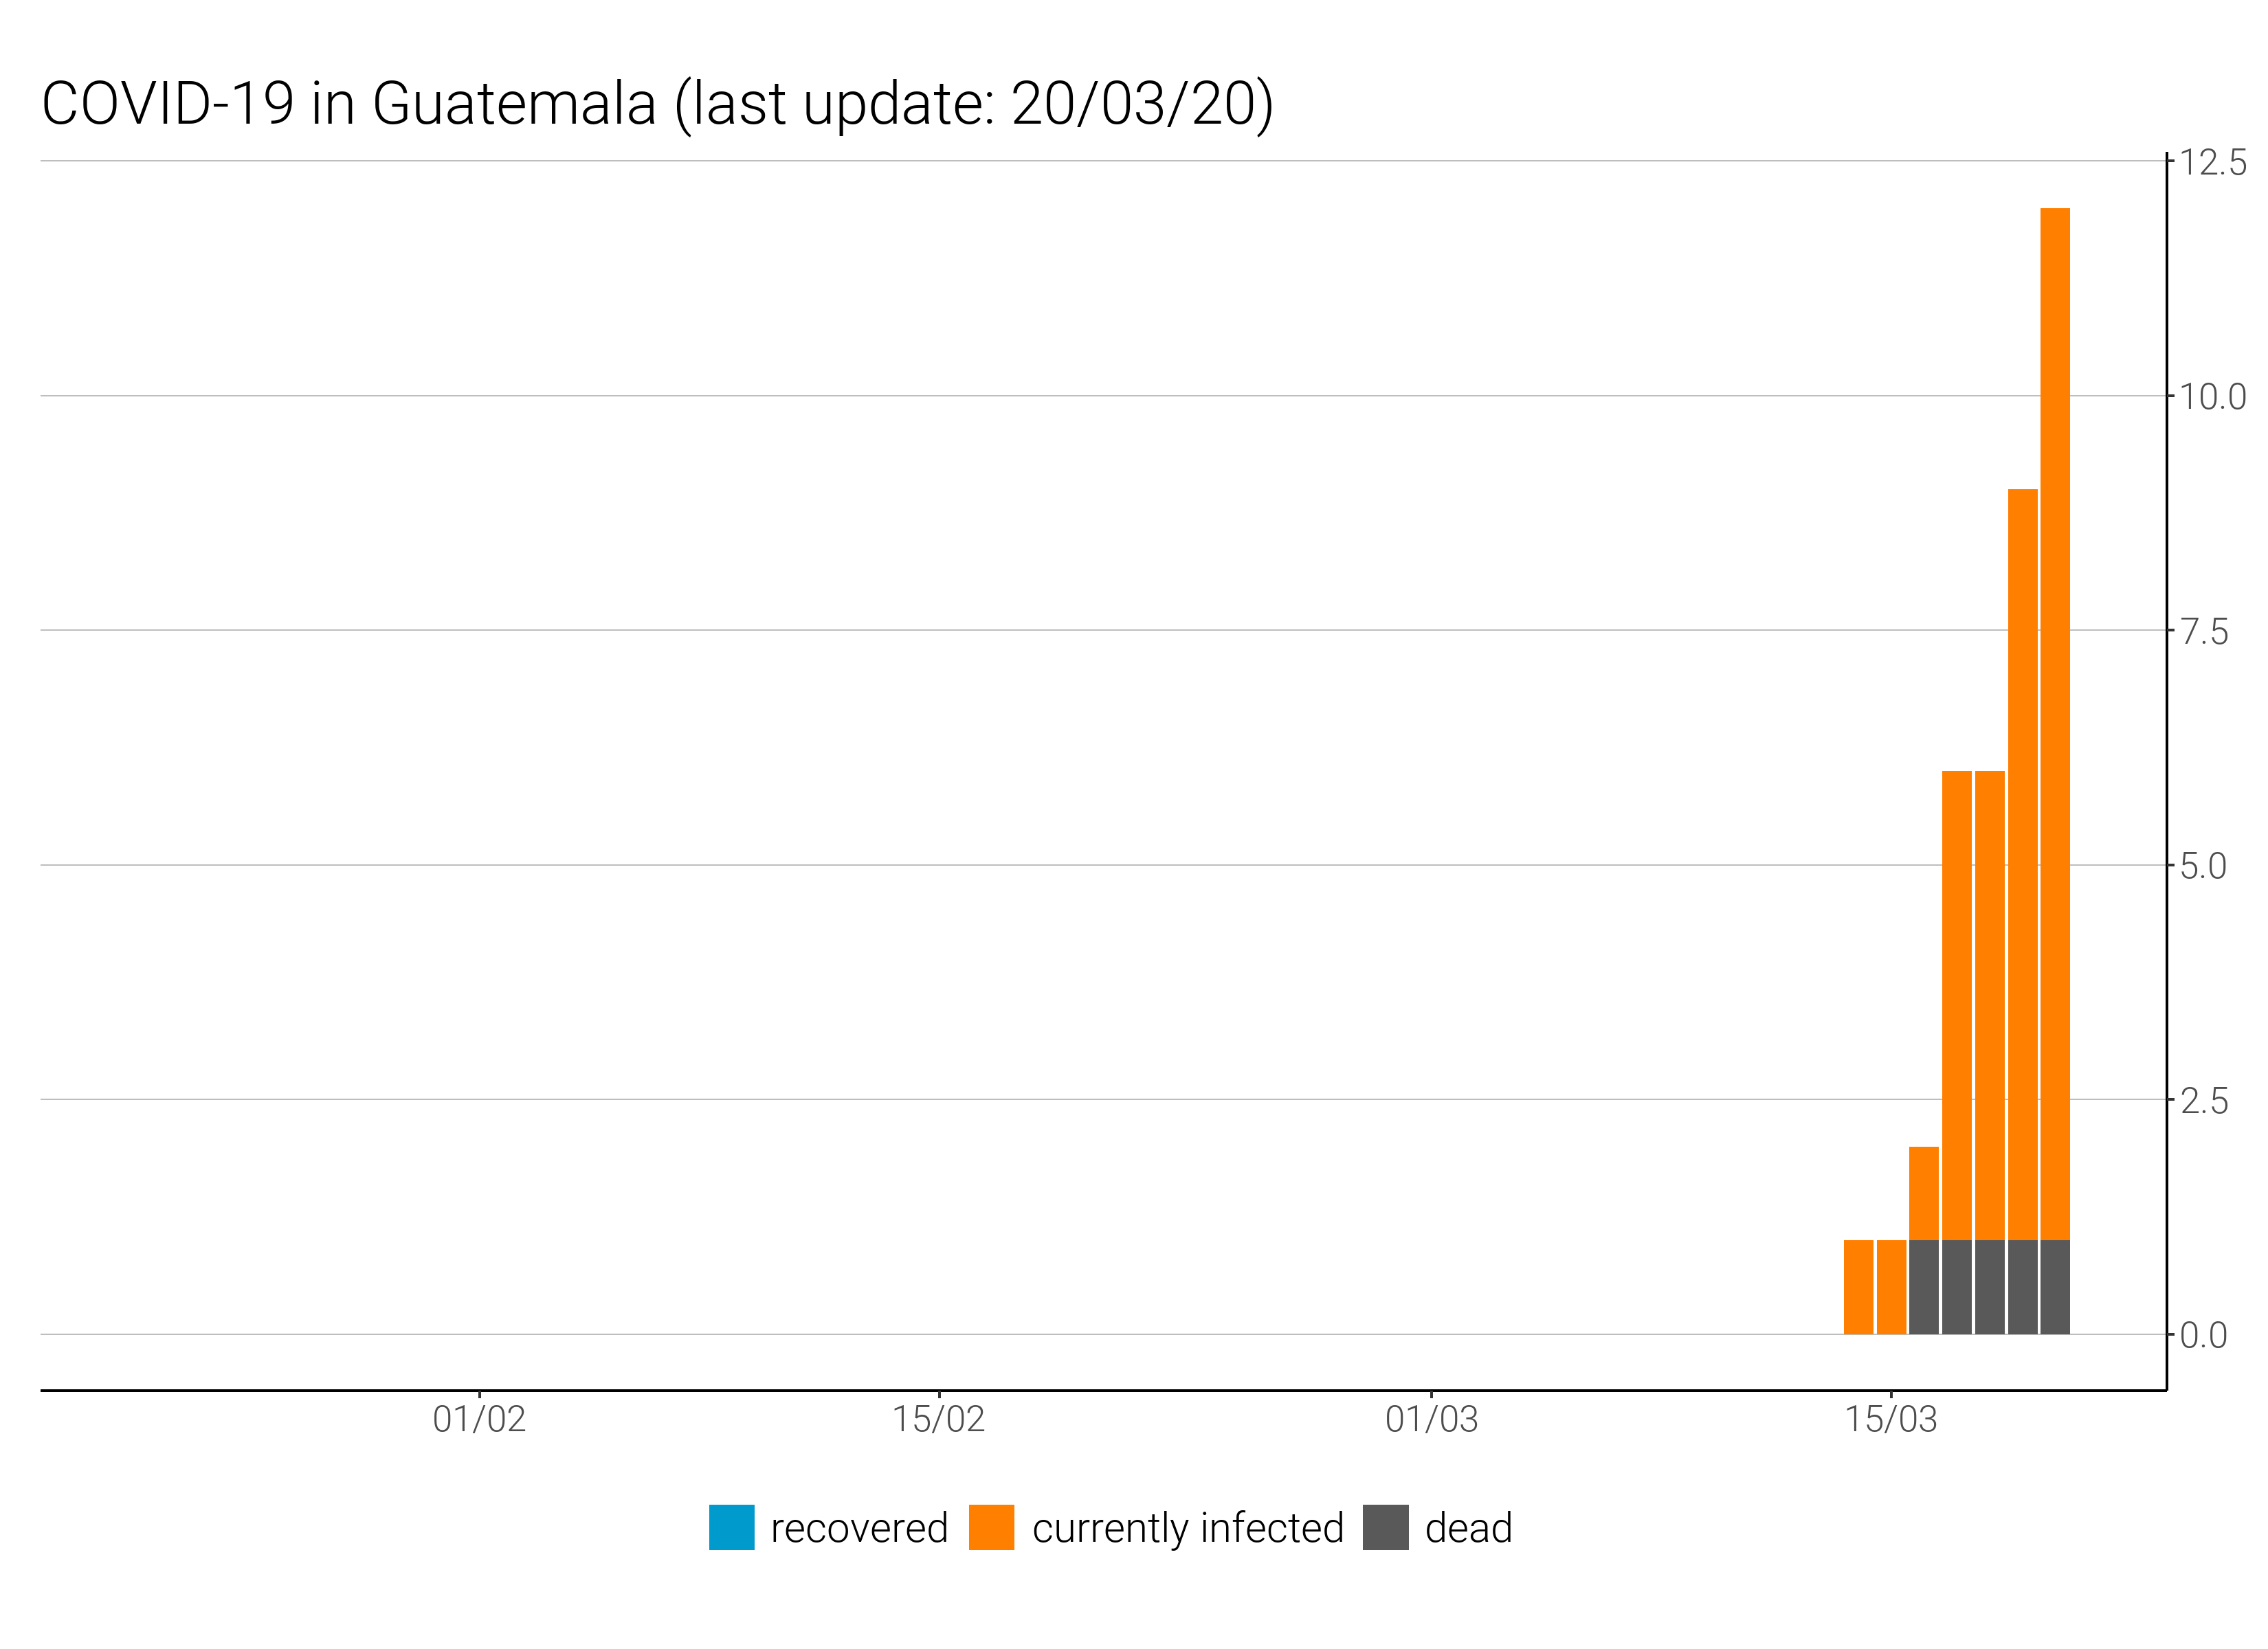 COVID-19 in Guatemala (last update: 20/03/20)
12.5
10.0
7.5
5.0
2.5
0.0
01/02 15/02 01/03 15/03
recovered currently infected dead